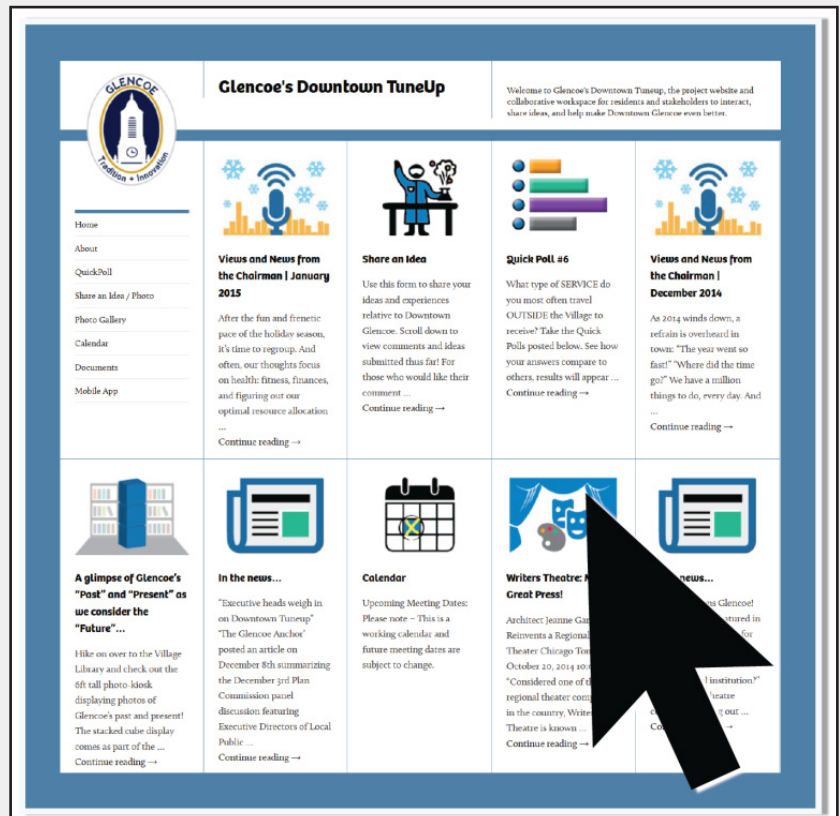 GLENCOE
Tradition + Innovation
Glencoe's Downtown TuneUp
Welcome to Glencoe's Downtown Tuneup, the project website and
collaborative workspace for residents and stakeholders to interact,
share ideas, and help make Downtown Glencoe even better.
Home
About
QuickPoll
Share an Idea / Photo
Photo Gallery
Calendar
Documents
Mobile App
Views and News from
the Chairman | January
2015
After the fun and frenetic
pace of the holiday season,
it's time to regroup. And
often, our thoughts focus
on health: fitness, finances,
and figuring out our
optimal resource allocation
...
Continue reading →
Share an Idea
Use this form to share your
ideas and experiences
relative to Downtown
Glencoe. Scroll down to
view comments and ideas
submitted thus far! For
those who would like their
comment ...
Continue reading →
Quick Poll #6
What type of SERVICE do
you most often travel
OUTSIDE the Village to
receive? Take the Quick
Polls posted below. See how
your answers compare to
others, results will appear ...
Continue reading →
Views and News from
the Chairman |
December 2014
As 2014 winds down, a
refrain is overheard in
town: "The year went so
fast!" "Where did the time
go?" We have a million
things to do, every day. And
...
Continue reading →
A glimpse of Glencoe's
"Past" and "Present" as
we consider the
"Future"...
Hike on over to the Village
Library and check out the
6ft tall photo-kiosk
displaying photos of
Glencoe's past and present!
The stacked cube display
comes as part of the ...
Continue reading →
In the news...
"Executive heads weigh in
on Downtown Tuneup"
'The Glencoe Anchor'
posted an article on
December 8th summarizing
the December 3rd Plan
Commission panel
discussion featuring
Executive Directors of Local
Public ...
Continue reading →
Calendar
Upcoming Meeting Dates:
Please note – This is a
working calendar and
future meeting dates are
subject to change.
Writers Theatre:
Great Press!
Architect Jeanne
Reinvents a Regional
Theater Chicago
October 20, 2014
"Considered one of
regional theater
in the country,
Theatre is known ...
Continue reading →
news...
Glencoe!
in
for
institution?"
out ...
→